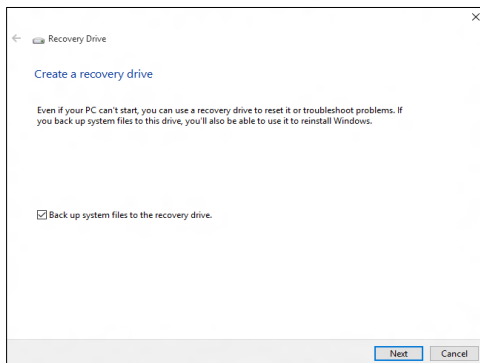 Recovery Drive
Create a recovery drive
Even if your PC can't start, you can use a recovery drive to reset it or troubleshoot problems. If
you back up system files to this drive, you'll also be able to use it to reinstall Windows.
Back up system files to the recovery drive.
Next Cancel